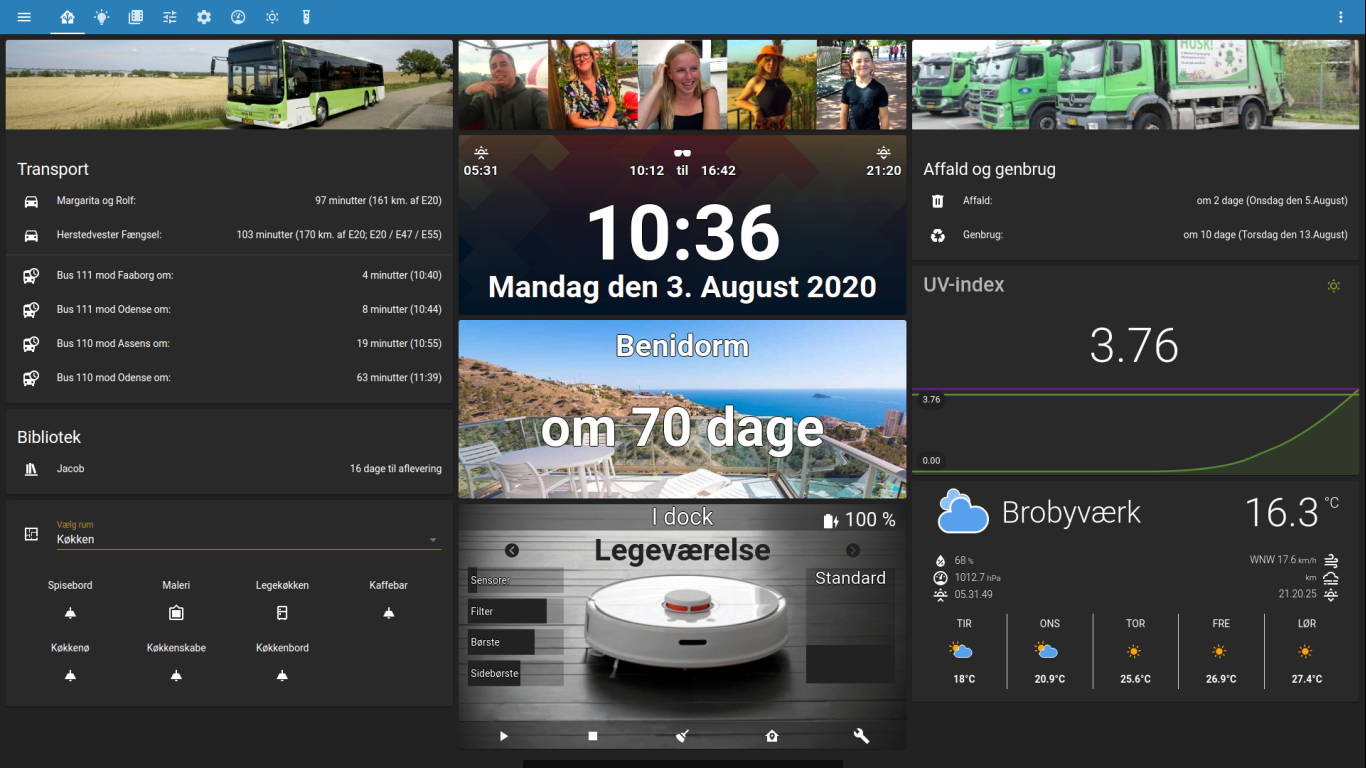 Transport
Margarita og Rolf: 97 minutter (161 km. af E20)
Herstedvester Fængsel: 103 minutter (170 km. af E20; E20 / E47 / E55)
Bus 111 mod Faaborg om: 4 minutter (10:40)
Bus 111 mod Odense om: 8 minutter (10:44)
Bus 110 mod Assens om: 19 minutter (10:55)
Bus 110 mod Odense om: 63 minutter (11:39)
Bibliotek
Jacob 16 dage til aflevering
Vælg rum
Køkken
Spisebord Maleri Legekøkken Kaffebar
Køkkenø Køkkenskabe Køkkenbord
05:31 10:12 til 16:42 21:20
10:36
Mandag den 3. August 2020
Benidorm
om 70 dage
I dock 100 %
Legeværelse
Sensorer Standard
Filter
Børste
Sidebørste
HUSK!
Affald og genbrug
Affald: om 2 dage (Onsdag den 5.August)
Genbrug: om 10 dage (Torsdag den 13.August)
UV-index
3.76
3.76
0.00
Brobyværk 16.3 °C
68 % WNW 17.6 km/h
1012.7 hPa km
05.31.49 21.20.25
TIR ONS TOR FRE LØR
18°C 20.9°C 25.6°C 26.9°C 27.4°C